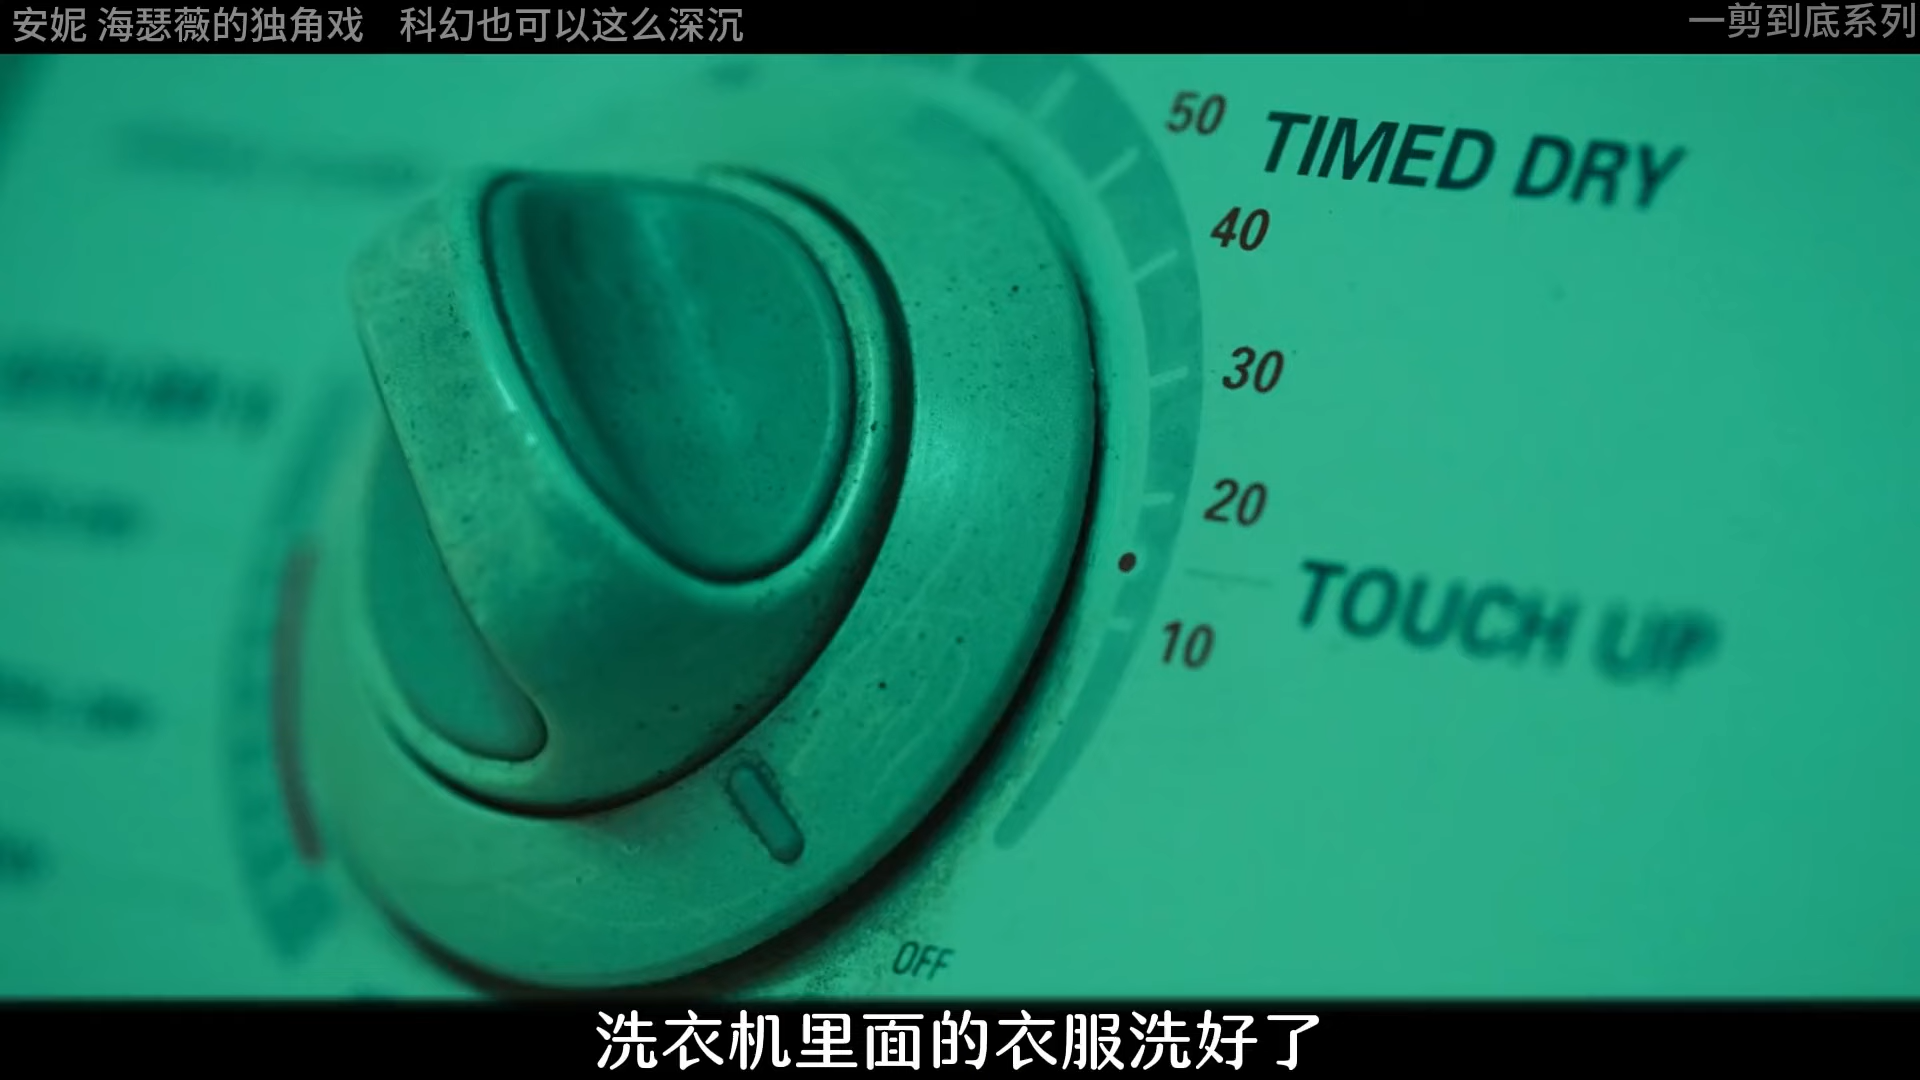 安妮 海瑟薇的独角戏 科幻也可以这么深沉
一剪到底系列
50
TIMED DRY
40
30
20
TOUCH UP
10
OFF
洗衣机里面的衣服洗好了